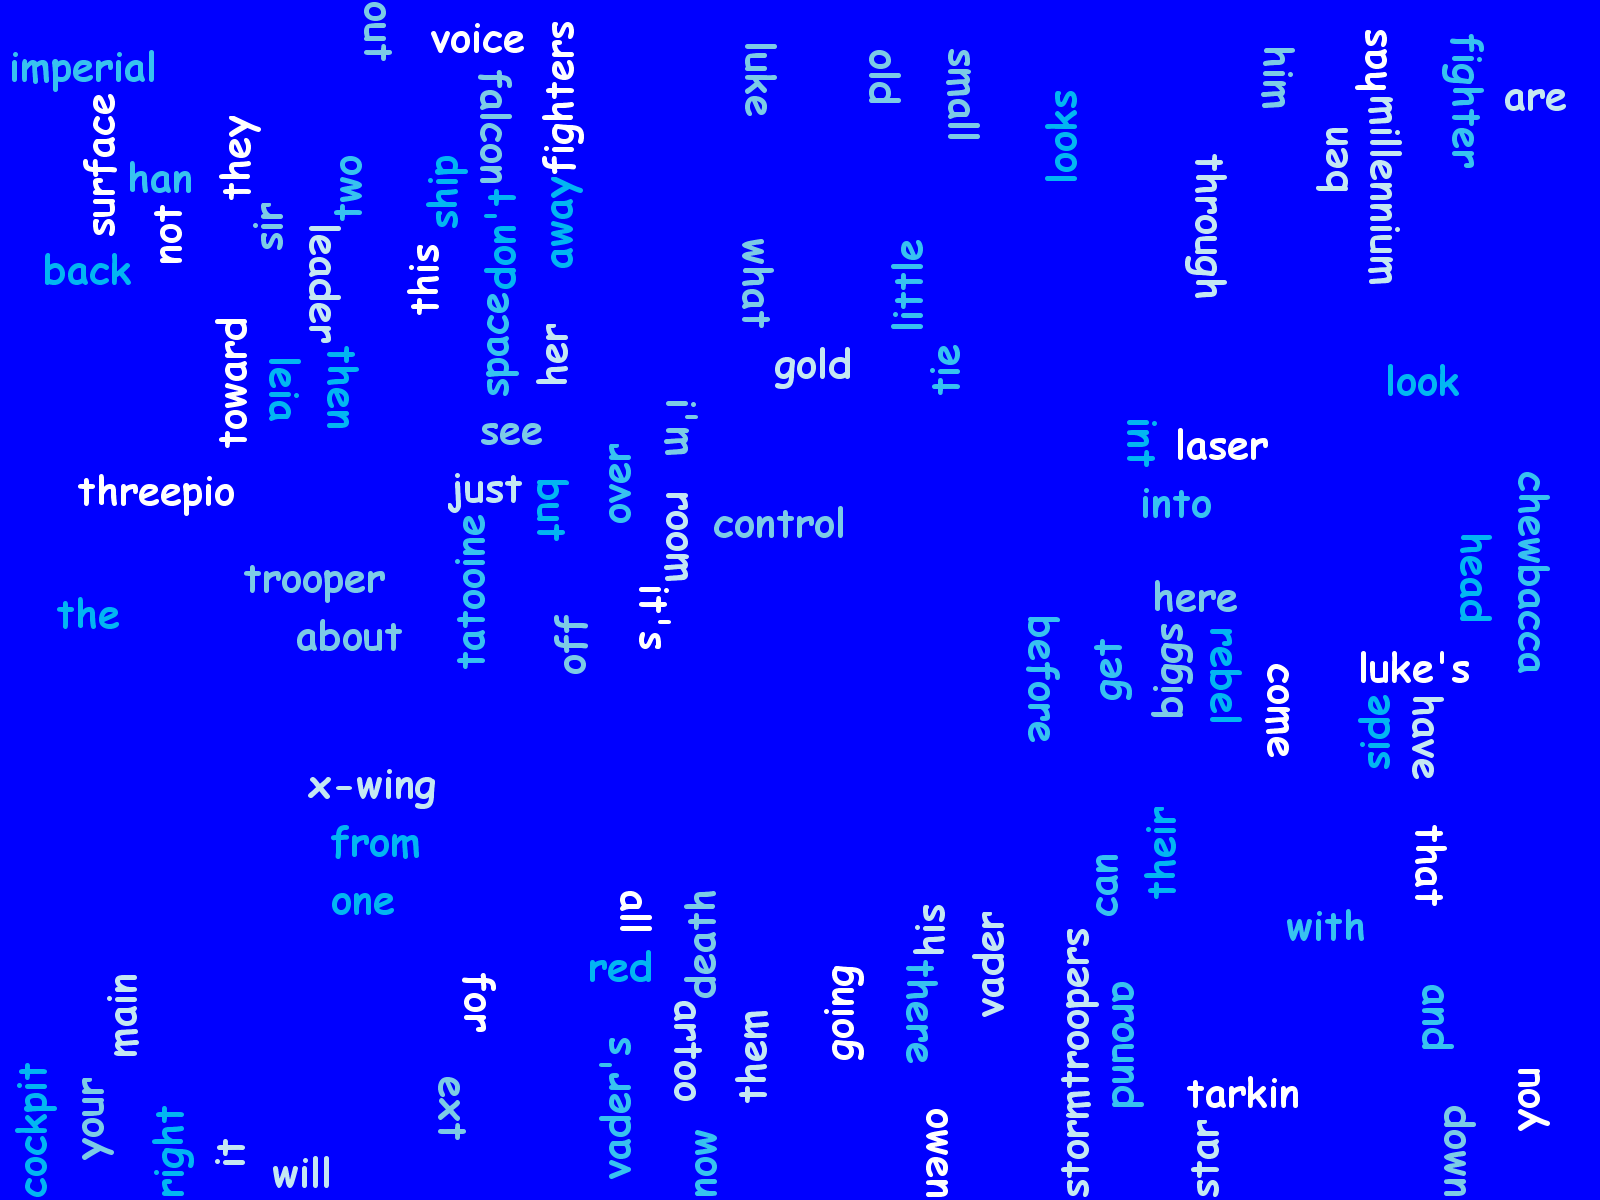 out
voice
fighters
imperial
falcon
luke
old
small
him
has
fighter
looks
are
surface
they
millennium
ben
han
two
ship
through
away
don't
sir
not
leader
this
what
little
back
space
toward
her
then
leia
gold
tie
look
i'm
see
int
laser
over
threepio
just
but
room
control
into
chewbacca
tatooine
head
trooper
it's
here
the
about
off
before
get
biggs
rebel
come
luke's
side
have
x-wing
from
their
that
one
can
all
death
his
vader
with
stormtroopers
red
there
going
main
for
artoo
around
and
them
vader's
cockpit
your
ext
tarkin
you
right
it
will
now
owen
star
down